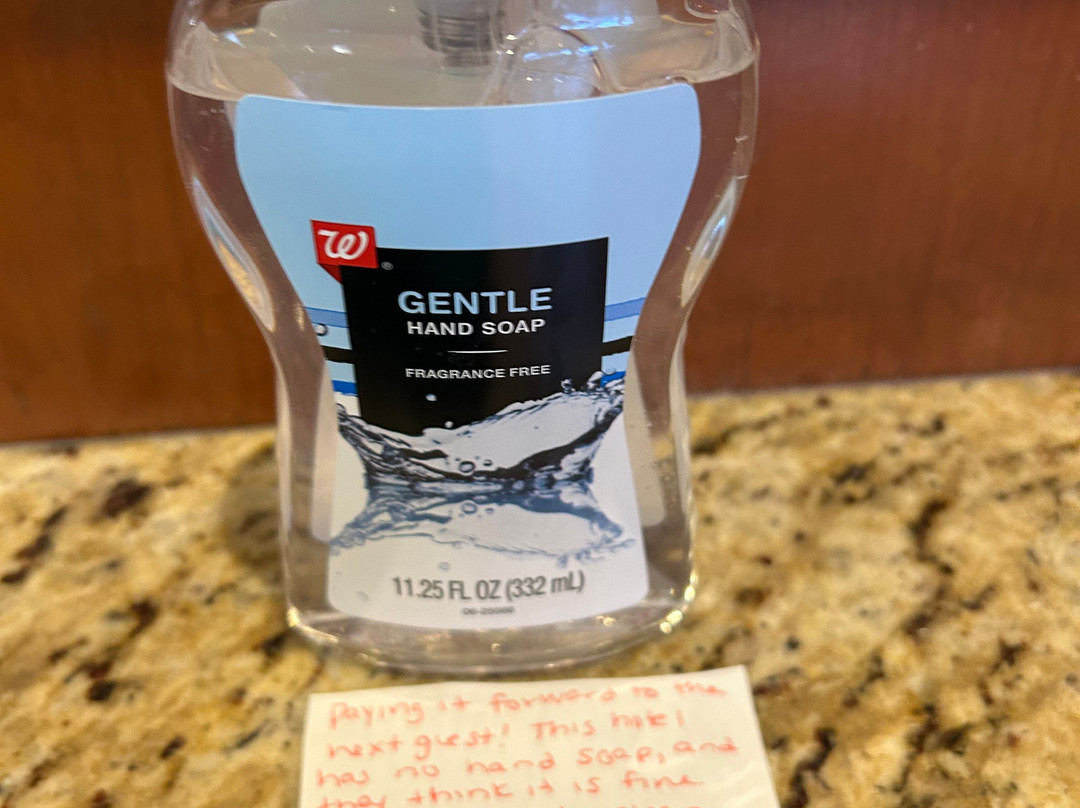 W
GENTLE
HAND SOAP
FRAGRANCE FREE
11.25 FL OZ (332 mL)
Paying it forward to the
next guest! This hotel
has no hand soap, and
they think it is fine